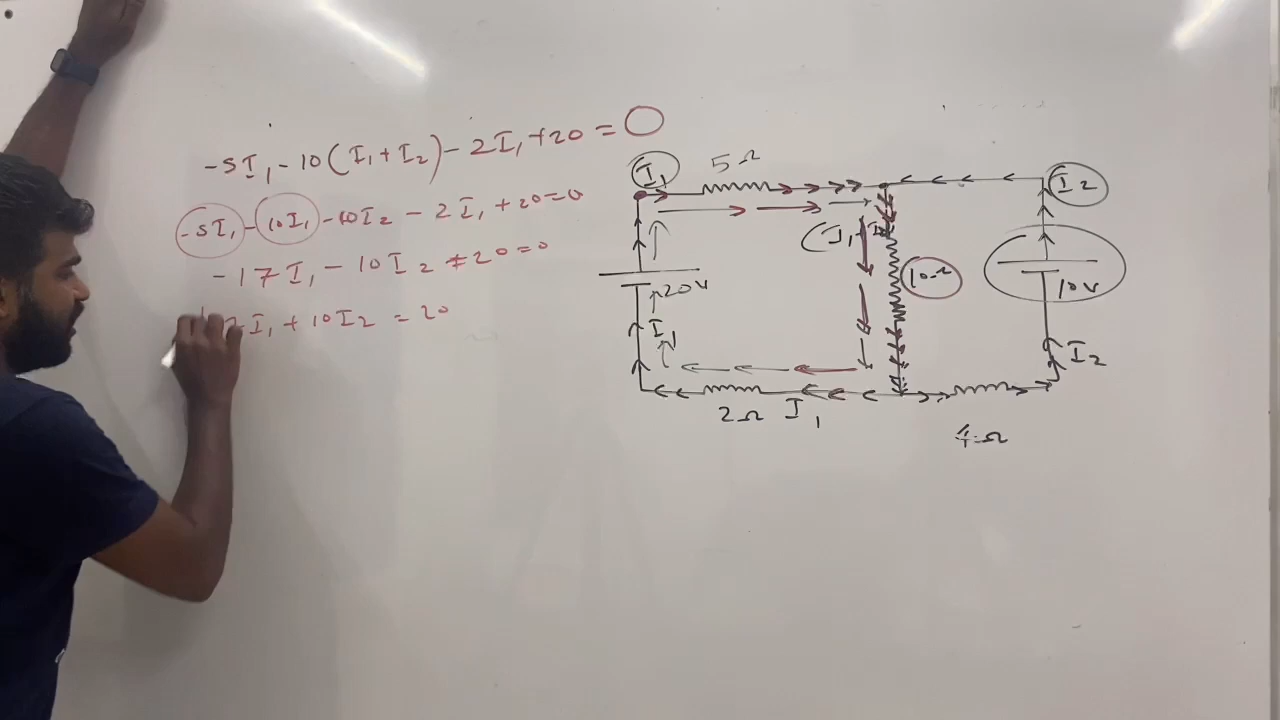 -5I₁ - 10(I₁+I₂) - 2I₁ + 20 = 0
-5I₁ - 10I₁ - 10I₂ - 2I₁ + 20 = 0
-17I₁ - 10I₂ + 20 = 0
I₁ + 10I₂ = 20
I₁
5Ω
I₂
(I₁
10Ω
20V
10V
I₁
I₂
2Ω
I₁
4Ω